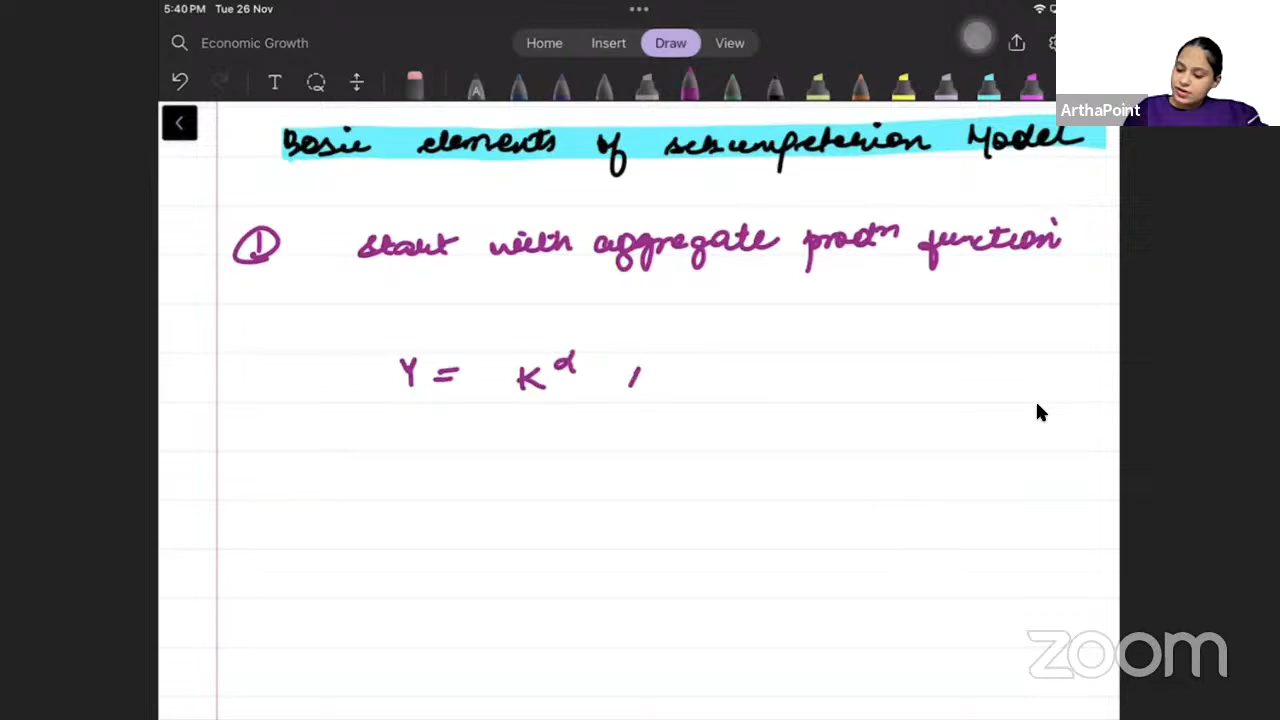 5:40 PM Tue 26 Nov
Economic Growth
Home Insert Draw View
T
A
ArthaPoint
Basic elements of schumpeterian Model
① start with aggregate prodⁿ function
Y = K^α
zoom